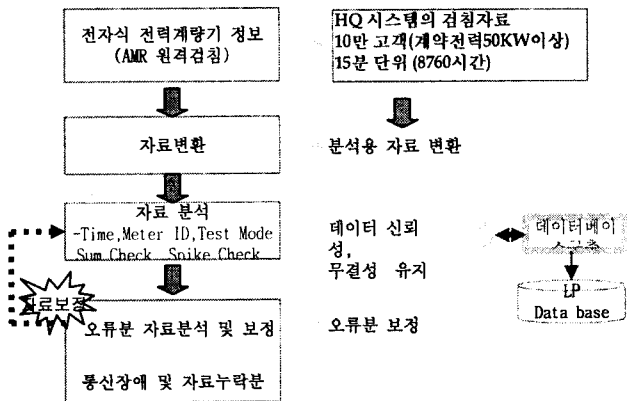 전자식 전력계량기 정보
(AMR 원격검침)
HQ 시스템의 검침자료
10만 고객(계약전력50KW이상)
15분 단위(8760시간)
자료변환
분석용 자료 변환
자료 분석
-Time,Meter ID,Test Mode
Sum Check, Spike Check
데이터 신뢰
성,
무결성 유지
데이터베이
스구축
LP
Data base
자료보정
오류분 자료분석 및 보정
통신장애 및 자료누락분
오류분 보정